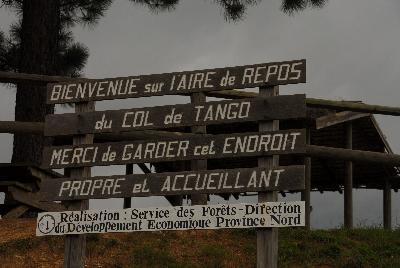 BIENVENUE SUR L'AIRE de REPOS
du COL de TANGO
MERCI de GARDER cet ENDROIT
PROPRE et ACCUEILLANT
Réalisation : Service des Forêts-Direction
du Développement Economique Province Nord